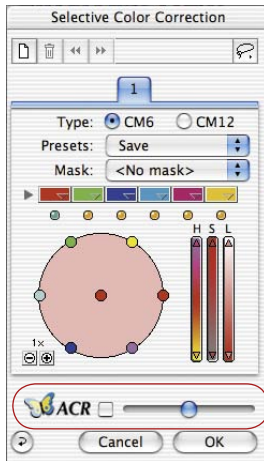 Selective Color Correction
1
Type: CM6 CM12
Presets: Save
Mask: <No mask>
H S L
1x
ACR
Cancel OK